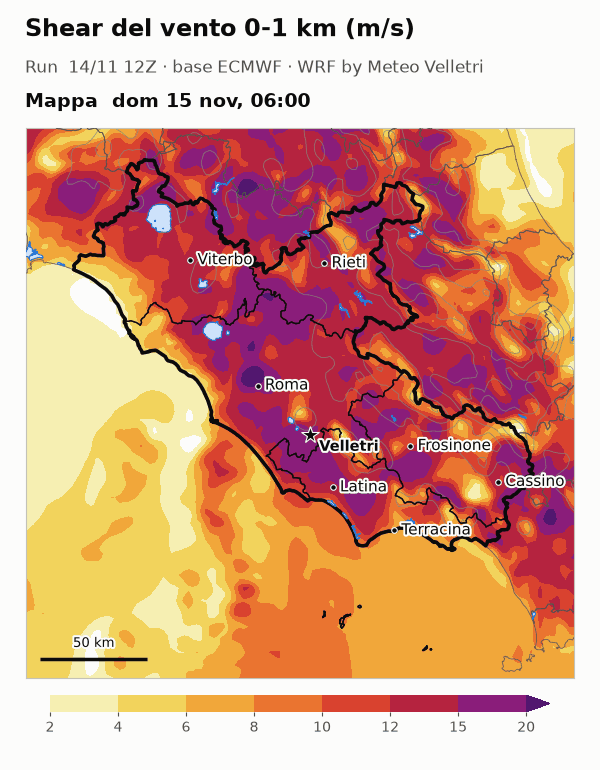 Shear del vento 0-1 km (m/s)
Run  14/11 12Z · base ECMWF · WRF by Meteo Velletri
Mappa  dom 15 nov, 06:00
Viterbo
Rieti
Roma
Velletri
Frosinone
Cassino
Latina
Terracina
50 km
2 4 6 8 10 12 15 20